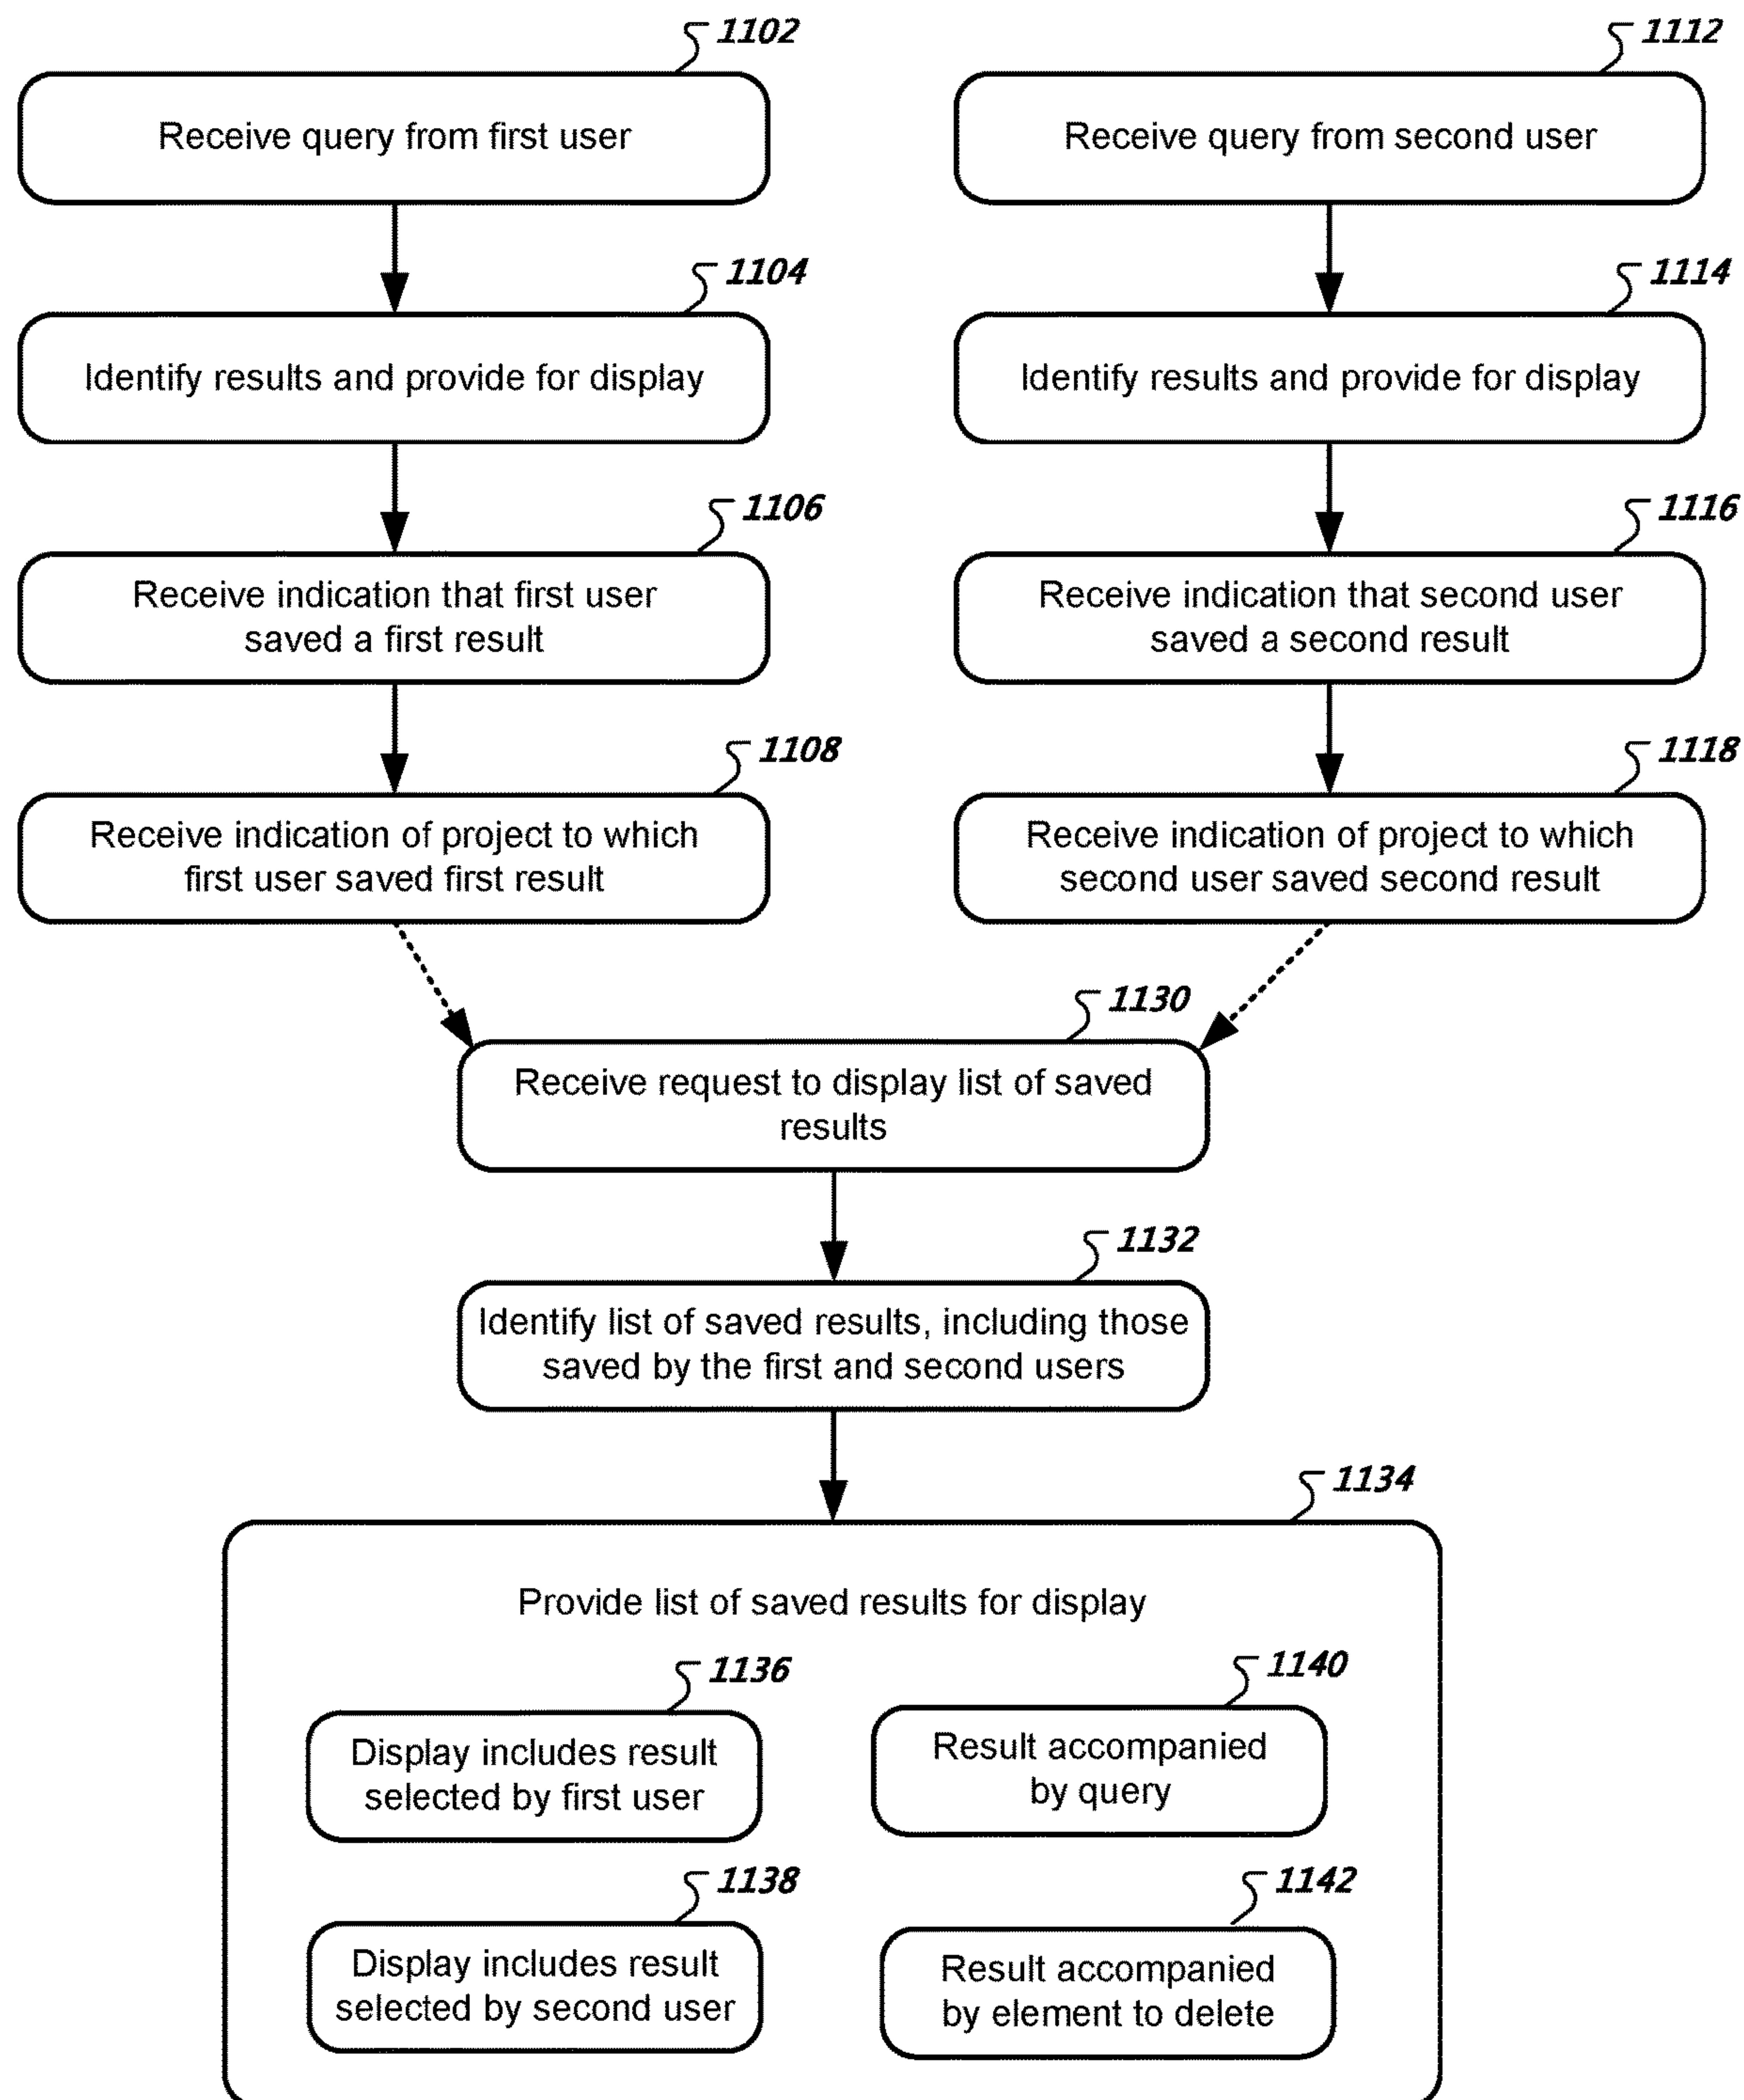 1102
Receive query from first user
1112
Receive query from second user
1104
Identify results and provide for display
1114
Identify results and provide for display
1106
Receive indication that first user
saved a first result
1116
Receive indication that second user
saved a second result
1108
Receive indication of project to which
first user saved first result
1118
Receive indication of project to which
second user saved second result
1130
Receive request to display list of saved
results
1132
Identify list of saved results, including those
saved by the first and second users
1134
Provide list of saved results for display
1136
Display includes result
selected by first user
1140
Result accompanied
by query
1138
Display includes result
selected by second user
1142
Result accompanied
by element to delete